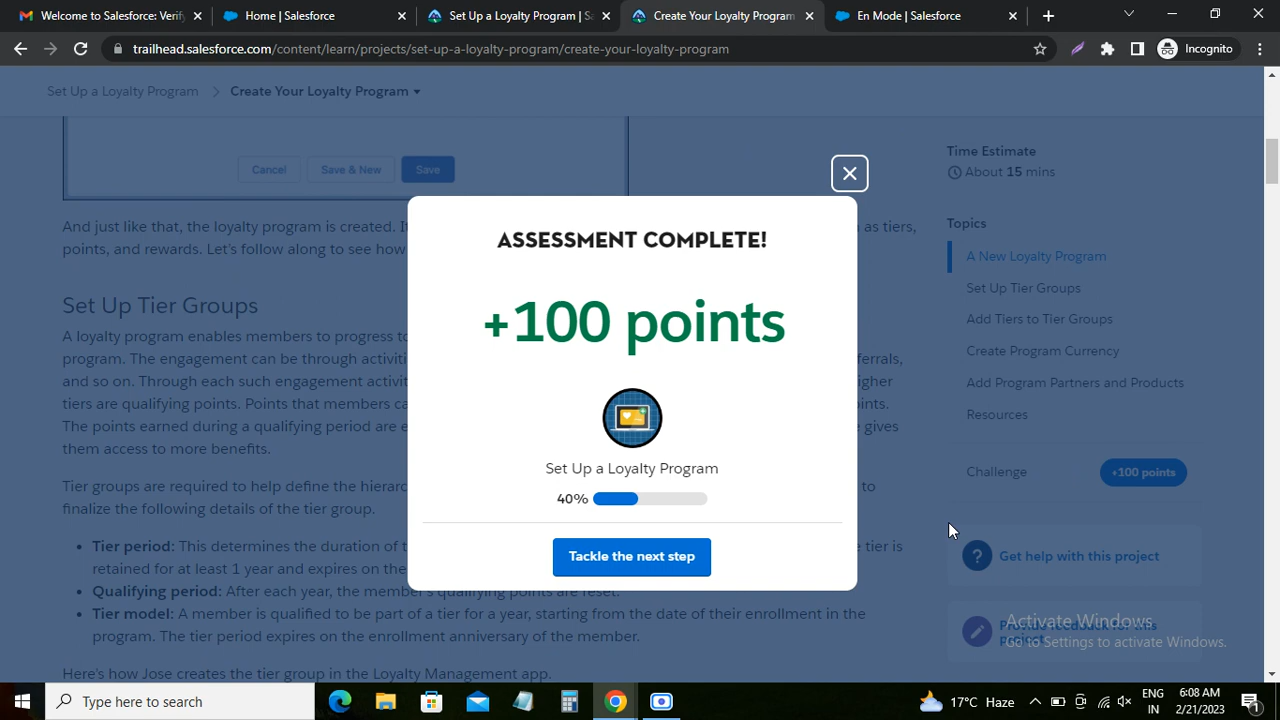 Welcome to Salesforce: Verify
Home | Salesforce
Set Up a Loyalty Program | Sa
Create Your Loyalty Program
En Mode | Salesforce
trailhead.salesforce.com/content/learn/projects/set-up-a-loyalty-program/create-your-loyalty-program
Incognito
Set Up a Loyalty Program > Create Your Loyalty Program
Cancel Save & New Save
And just like that, the loyalty program is created. It as tiers,
points, and rewards. Let's follow along to see how
Set Up Tier Groups
A loyalty program enables members to progress to
program. The engagement can be through activiti ferrals,
and so on. Through each such engagement activit igher
tiers are qualifying points. Points that members ca ints.
The points earned during a qualifying period are e e gives
them access to more benefits.
Tier groups are required to help define the hierarc to
finalize the following details of the tier group.
Tier period: This determines the duration of t e tier is
retained for at least 1 year and expires on the
Qualifying period: After each year, the member's qualifying points are reset.
Tier model: A member is qualified to be part of a tier for a year, starting from the date of their enrollment in the
program. The tier period expires on the enrollment anniversary of the member.
Here's how Jose creates the tier group in the Loyalty Management app.
ASSESSMENT COMPLETE!
+100 points
Set Up a Loyalty Program
40%
Tackle the next step
Time Estimate
About 15 mins
Topics
A New Loyalty Program
Set Up Tier Groups
Add Tiers to Tier Groups
Create Program Currency
Add Program Partners and Products
Resources
Challenge +100 points
Get help with this project
Provide feedback for this
project
Activate Windows
Go to Settings to activate Windows.
Type here to search
17°C Haze
ENG
IN
6:08 AM
2/21/2023
1